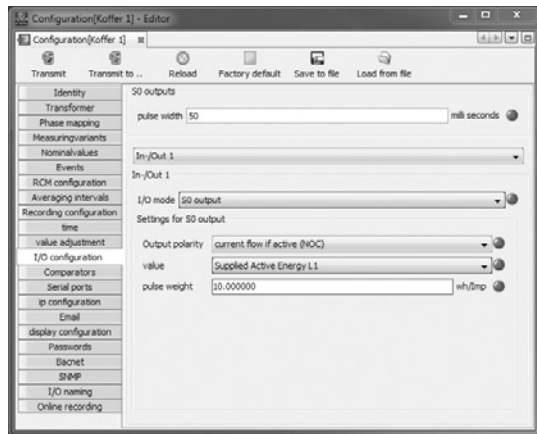 Configuration[Koffer 1] - Editor
Configuration[Koffer 1]
Transmit Transmit to .. Reload Factory default Save to file Load from file
Identity
Transformer
Phase mapping
Measuringvariants
Nominalvalues
Events
RCM configuration
Averaging intervals
Recording configuration
time
value adjustment
I/O configuration
Comparators
Serial ports
ip configuration
Email
display configuration
Passwords
Bacnet
SNMP
I/O naming
Online recording
S0 outputs
pulse width 50 milli seconds
In-/Out 1
In-/Out 1
I/O mode S0 output
Settings for S0 output
Output polarity current flow if active (NOC)
value Supplied Active Energy L1
pulse weight 10.000000 wh/Imp